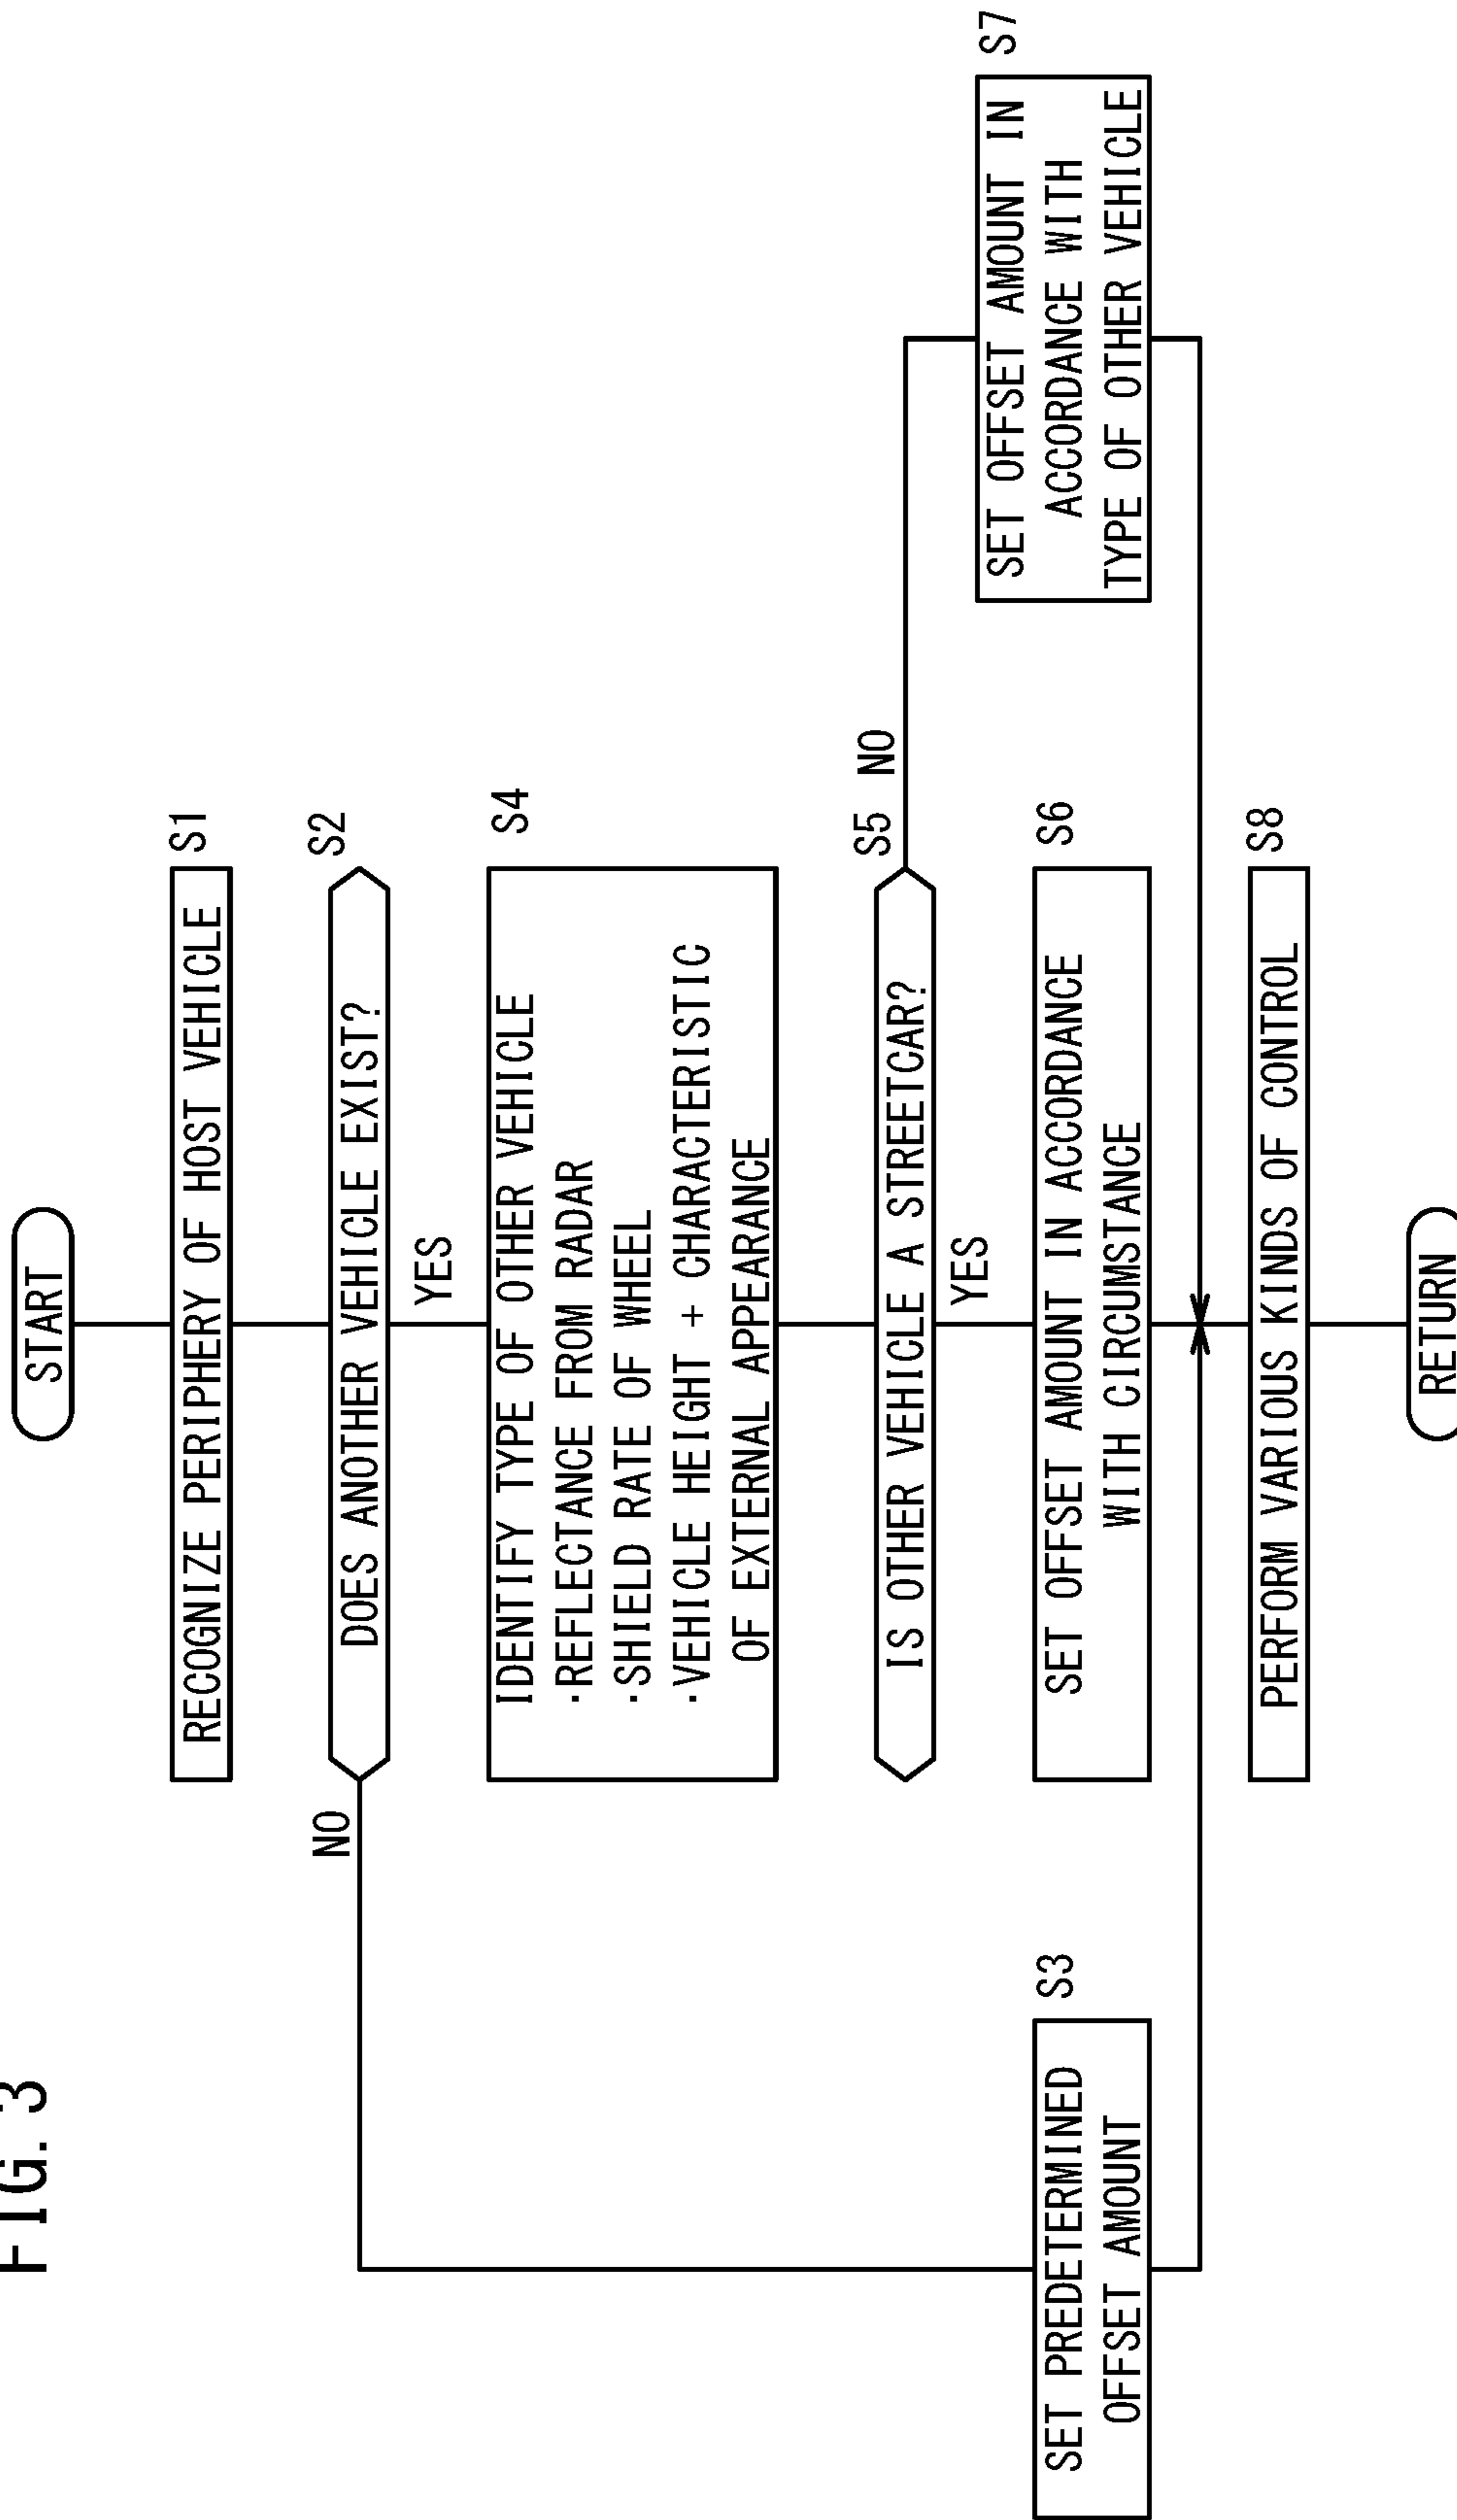 FIG. 3
START
RECOGNIZE PERIPHERY OF HOST VEHICLE
S1
DOES ANOTHER VEHICLE EXIST?
S2
NO
YES
IDENTIFY TYPE OF OTHER VEHICLE
·REFLECTANCE FROM RADAR
·SHIELD RATE OF WHEEL
·VEHICLE HEIGHT + CHARACTERISTIC
OF EXTERNAL APPEARANCE
S4
IS OTHER VEHICLE A STREETCAR?
S5
NO
YES
SET PREDETERMINED
OFFSET AMOUNT
S3
SET OFFSET AMOUNT IN ACCORDANCE
WITH CIRCUMSTANCE
S6
SET OFFSET AMOUNT IN
ACCORDANCE WITH
TYPE OF OTHER VEHICLE
S7
PERFORM VARIOUS KINDS OF CONTROL
S8
RETURN